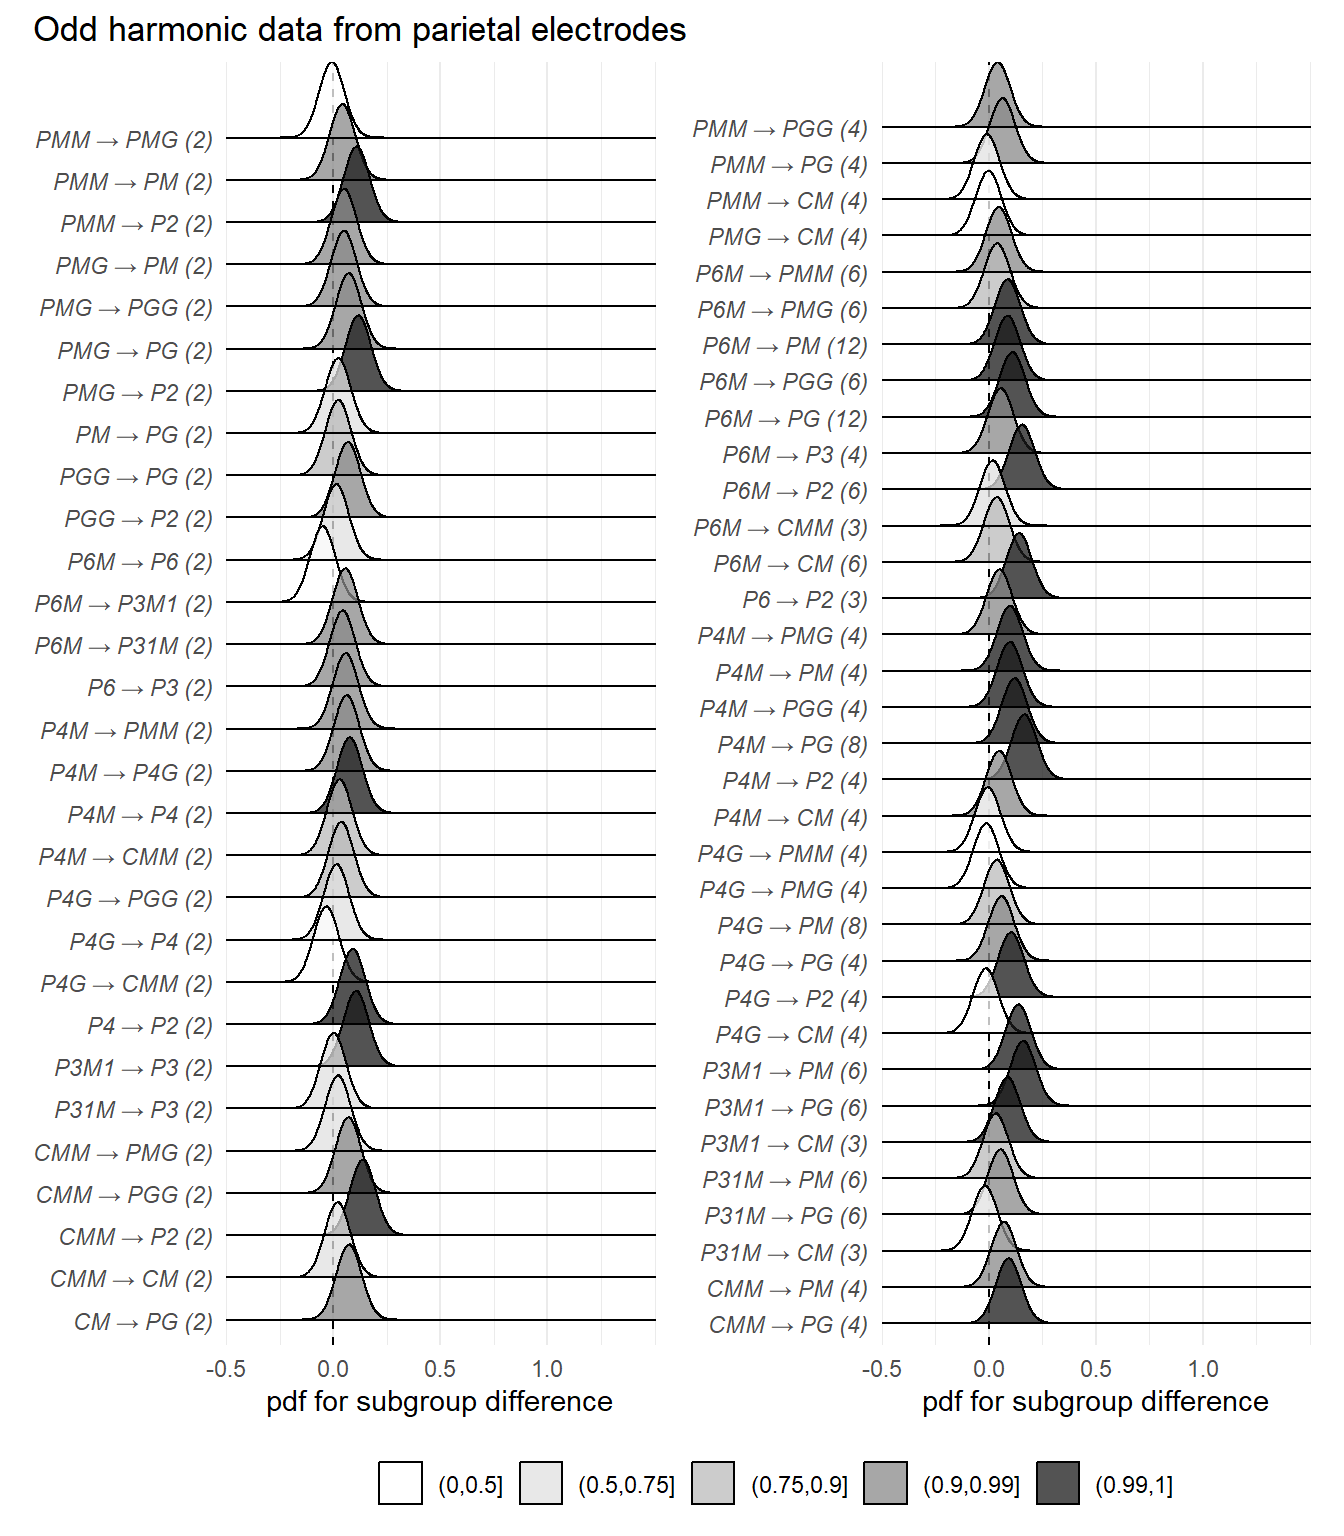 Odd harmonic data from parietal electrodes
PMM → PMG (2)
PMM → PM (2)
PMM → P2 (2)
PMG → PM (2)
PMG → PGG (2)
PMG → PG (2)
PMG → P2 (2)
PM → PG (2)
PGG → PG (2)
PGG → P2 (2)
P6M → P6 (2)
P6M → P3M1 (2)
P6M → P31M (2)
P6 → P3 (2)
P4M → PMM (2)
P4M → P4G (2)
P4M → P4 (2)
P4M → CMM (2)
P4G → PGG (2)
P4G → P4 (2)
P4G → CMM (2)
P4 → P2 (2)
P3M1 → P3 (2)
P31M → P3 (2)
CMM → PMG (2)
CMM → PGG (2)
CMM → P2 (2)
CMM → CM (2)
CM → PG (2)
-0.5 0.0 0.5 1.0
pdf for subgroup difference
PMM → PGG (4)
PMM → PG (4)
PMM → CM (4)
PMG → CM (4)
P6M → PMM (6)
P6M → PMG (6)
P6M → PM (12)
P6M → PGG (6)
P6M → PG (12)
P6M → P3 (4)
P6M → P2 (6)
P6M → CMM (3)
P6M → CM (6)
P6 → P2 (3)
P4M → PMG (4)
P4M → PM (4)
P4M → PGG (4)
P4M → PG (8)
P4M → P2 (4)
P4M → CM (4)
P4G → PMM (4)
P4G → PMG (4)
P4G → PM (8)
P4G → PG (4)
P4G → P2 (4)
P4G → CM (4)
P3M1 → PM (6)
P3M1 → PG (6)
P3M1 → CM (3)
P31M → PM (6)
P31M → PG (6)
P31M → CM (3)
CMM → PM (4)
CMM → PG (4)
-0.5 0.0 0.5 1.0
pdf for subgroup difference
(0,0.5] (0.5,0.75] (0.75,0.9] (0.9,0.99] (0.99,1]